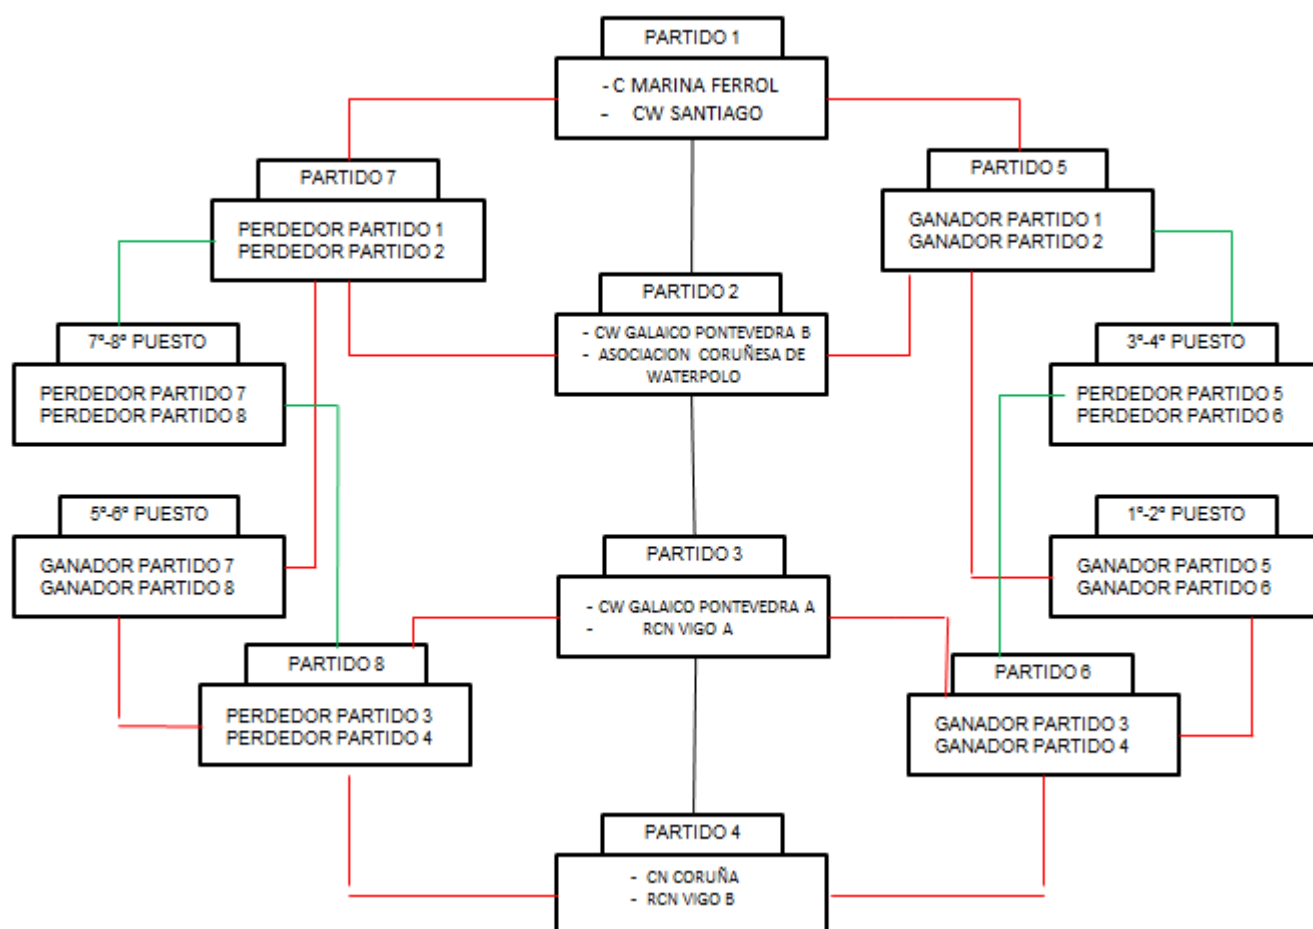 PARTIDO 1
- C MARINA FERROL
- CW SANTIAGO
PARTIDO 7
PERDEDOR PARTIDO 1
PERDEDOR PARTIDO 2
PARTIDO 5
GANADOR PARTIDO 1
GANADOR PARTIDO 2
PARTIDO 2
- CW GALAICO PONTEVEDRA B
- ASOCIACION CORUÑESA DE
WATERPOLO
7º-8º PUESTO
PERDEDOR PARTIDO 7
PERDEDOR PARTIDO 8
3º-4º PUESTO
PERDEDOR PARTIDO 5
PERDEDOR PARTIDO 6
5º-6º PUESTO
GANADOR PARTIDO 7
GANADOR PARTIDO 8
1º-2º PUESTO
GANADOR PARTIDO 5
GANADOR PARTIDO 6
PARTIDO 3
- CW GALAICO PONTEVEDRA A
- RCN VIGO A
PARTIDO 8
PERDEDOR PARTIDO 3
PERDEDOR PARTIDO 4
PARTIDO 6
GANADOR PARTIDO 3
GANADOR PARTIDO 4
PARTIDO 4
- CN CORUÑA
- RCN VIGO B